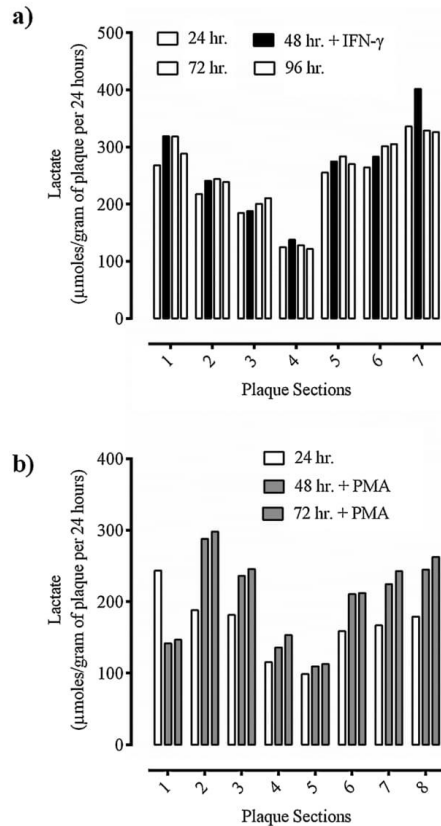 a)
24 hr. 48 hr. + IFN-γ
72 hr. 96 hr.
500
400
300
200
100
0
Lactate
(μmoles/gram of plaque per 24 hours)
1 2 3 4 5 6 7
Plaque Sections
b)
24 hr.
48 hr. + PMA
72 hr. + PMA
400
300
200
100
0
Lactate
(μmoles/gram of plaque per 24 hours)
1 2 3 4 5 6 7 8
Plaque Sections